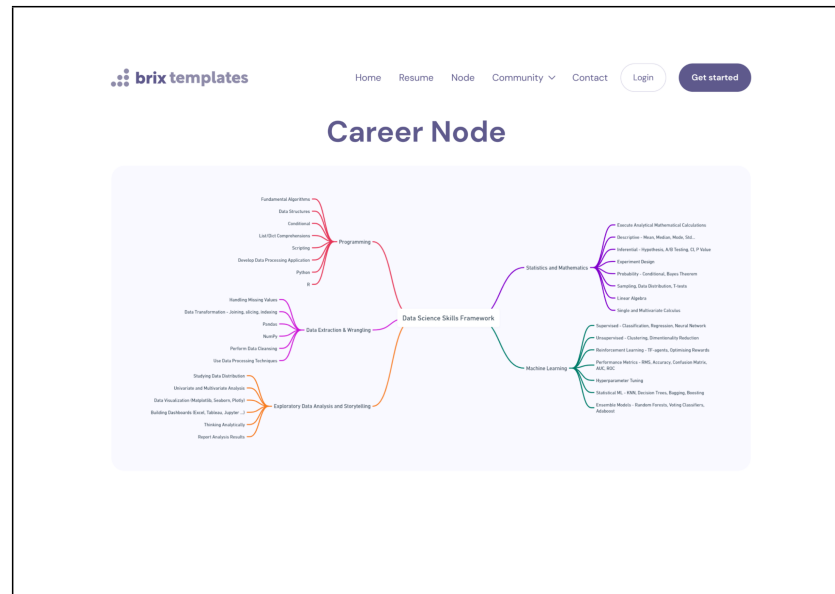 brix templates
Home
Resume
Node
Community
Contact
Login
Get started
Career Node
Fundamental Algorithms
Data Structures
Conditional
List/Dict Comprehensions
Scripting
Develop Data Processing Application
Python
R
Programming
Handling Missing Values
Data Transformation - Joining, slicing, indexing
Pandas
NumPy
Perform Data Cleansing
Use Data Processing Techniques
Data Extraction & Wrangling
Studying Data Distribution
Univariate and Multivariate Analysis
Data Visualization (Matplotlib, Seaborn, Plotly)
Building Dashboards (Excel, Tableau, Jupyter ...)
Thinking Analytically
Report Analysis Results
Exploratory Data Analysis and Storytelling
Data Science Skills Framework
Statistics and Mathematics
Execute Analytical Mathematical Calculations
Descriptive - Mean, Median, Mode, Std...
Inferential - Hypothesis, A/B Testing, CI, P Value
Experiment Design
Probability - Conditional, Bayes Theorem
Sampling, Data Distribution, T-tests
Linear Algebra
Single and Multivariate Calculus
Machine Learning
Supervised - Classification, Regression, Neural Network
Unsupervised - Clustering, Dimentionality Reduction
Reinforcement Learning - TF-agents, Optimising Rewards
Performance Metrics - RMS, Accuracy, Confusion Matrix,
AUC, ROC
Hyperparameter Tuning
Statistical ML - KNN, Decision Trees, Bagging, Boosting
Ensemble Models - Random Forests, Voting Classifiers,
Adaboost